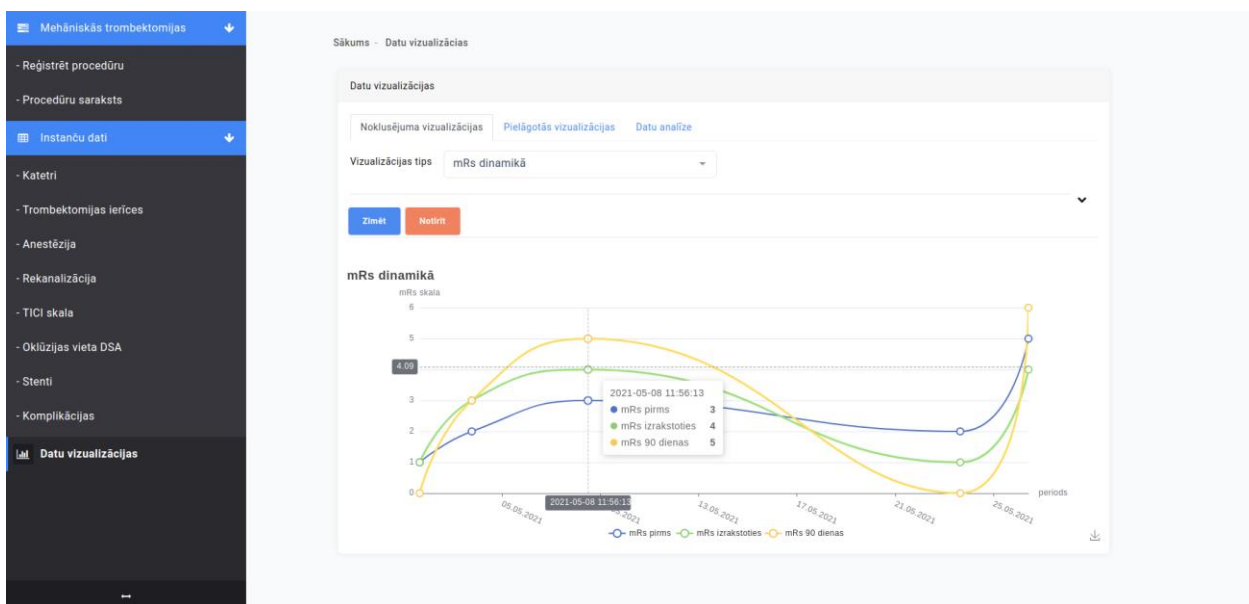 Mehāniskās trombektomijas
- Reģistrēt procedūru
- Procedūru saraksts
Instanču dati
- Katetri
- Trombektomijas ierīces
- Anestēzija
- Rekanalizācija
- TICI skala
- Oklūzijas vieta DSA
- Stenti
- Komplikācijas
Datu vizualizācijas
Sākums - Datu vizualizācias
Datu vizualizācijas
Noklusējuma vizualizācijas Pielāgotās vizualizācijas Datu analīze
Vizualizācijas tips mRs dinamikā
Zīmēt Notīrīt
mRs dinamikā
mRs skala
6
5
4.09
3
2
1
0
2021-05-08 11:56:13
mRs pirms 3
mRs izrakstoties 4
mRs 90 dienas 5
periods
05.05.2021
2021-05-08 11:56:13
13.05.2021
17.05.2021
21.05.2021
25.05.2021
mRs pirms mRs izrakstoties mRs 90 dienas